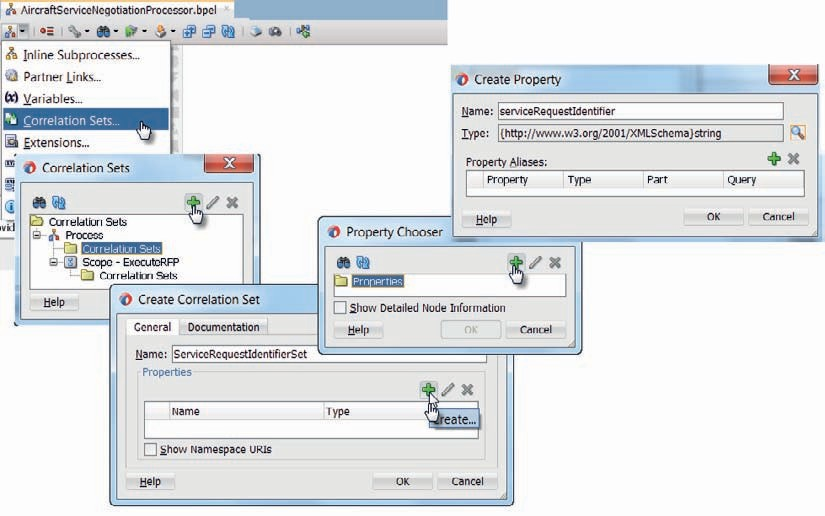 AircraftServiceNegotiationProcessor.bpel
Inline Subprocesses...
Partner Links...
(x) Variables...
Correlation Sets...
Extensions...
Correlation Sets
Correlation Sets
Process
Correlation Sets
Scope - ExecutoRFP
Correlation Sets
Help
Create Correlation Set
General Documentation
Name: ServiceRequestIdentifierSet
Properties
Create...
Name Type
Show Namespace URIs
Help OK Cancel
Property Chooser
Properties
Show Detailed Node Information
Help OK Cancel
Create Property
Name: serviceRequestIdentifier
Type: {http://www.w3.org/2001/XMLSchema}string
Property Aliases:
Property Type Part Query
Help OK Cancel